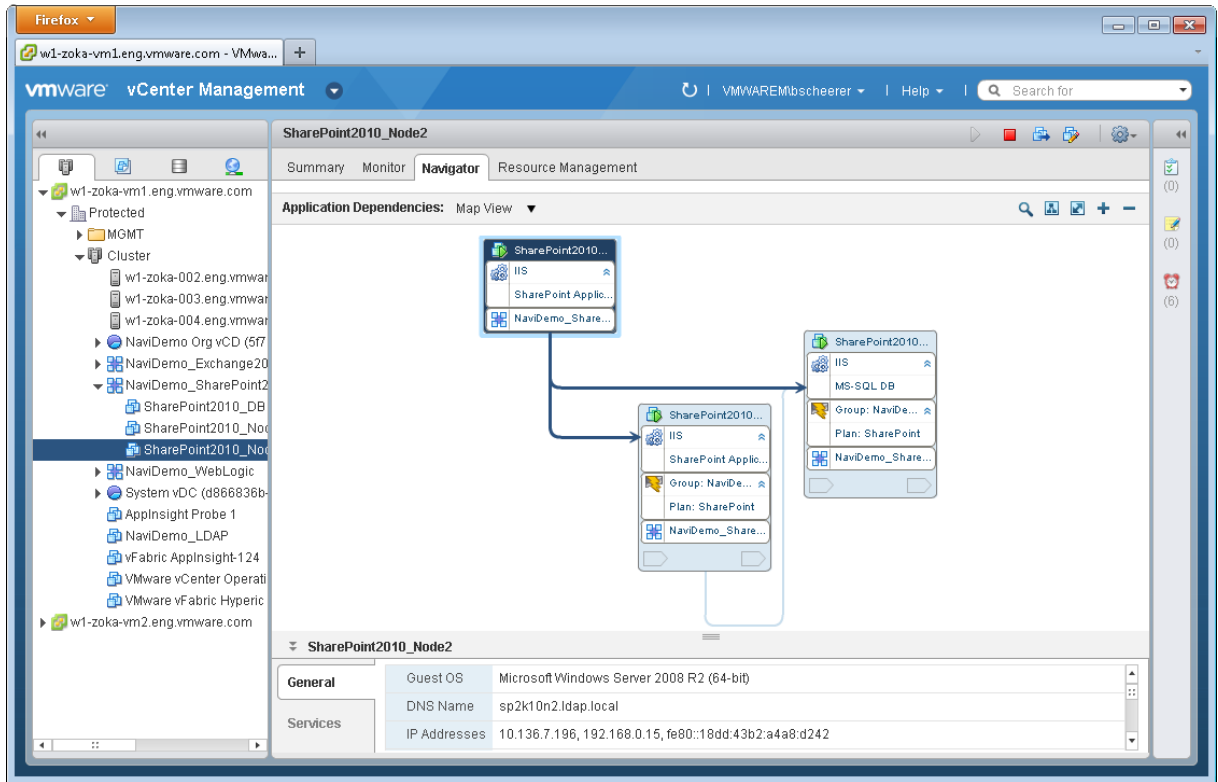 Firefox
w1-zoka-vm1.eng.vmware.com - VMwa...
vmware vCenter Management
VMWAREM\bscheerer
Help
Search for
SharePoint2010_Node2
Summary Monitor Navigator Resource Management
Application Dependencies: Map View
w1-zoka-vm1.eng.vmware.com
Protected
MGMT
Cluster
w1-zoka-002.eng.vmwar
w1-zoka-003.eng.vmwar
w1-zoka-004.eng.vmwar
NaviDemo Org vCD (5f7
NaviDemo_Exchange20
NaviDemo_SharePoint2
SharePoint2010_DB
SharePoint2010_Noc
SharePoint2010_Noc
NaviDemo_WebLogic
System vDC (d866836b-
AppInsight Probe 1
NaviDemo_LDAP
vFabric AppInsight-124
VMware vCenter Operati
VMware vFabric Hyperic
w1-zoka-vm2.eng.vmware.com
SharePoint2010...
IIS
SharePoint Applic...
NaviDemo_Share...
SharePoint2010...
IIS
SharePoint Applic...
Group: NaviDe...
Plan: SharePoint
NaviDemo_Share...
SharePoint2010...
IIS
MS-SQL DB
Group: NaviDe...
Plan: SharePoint
NaviDemo_Share...
(0)
(0)
(6)
SharePoint2010_Node2
General
Services
Guest OS Microsoft Windows Server 2008 R2 (64-bit)
DNS Name sp2k10n2.ldap.local
IP Addresses 10.136.7.196, 192.168.0.15, fe80::18dd:43b2:a4a8:d242